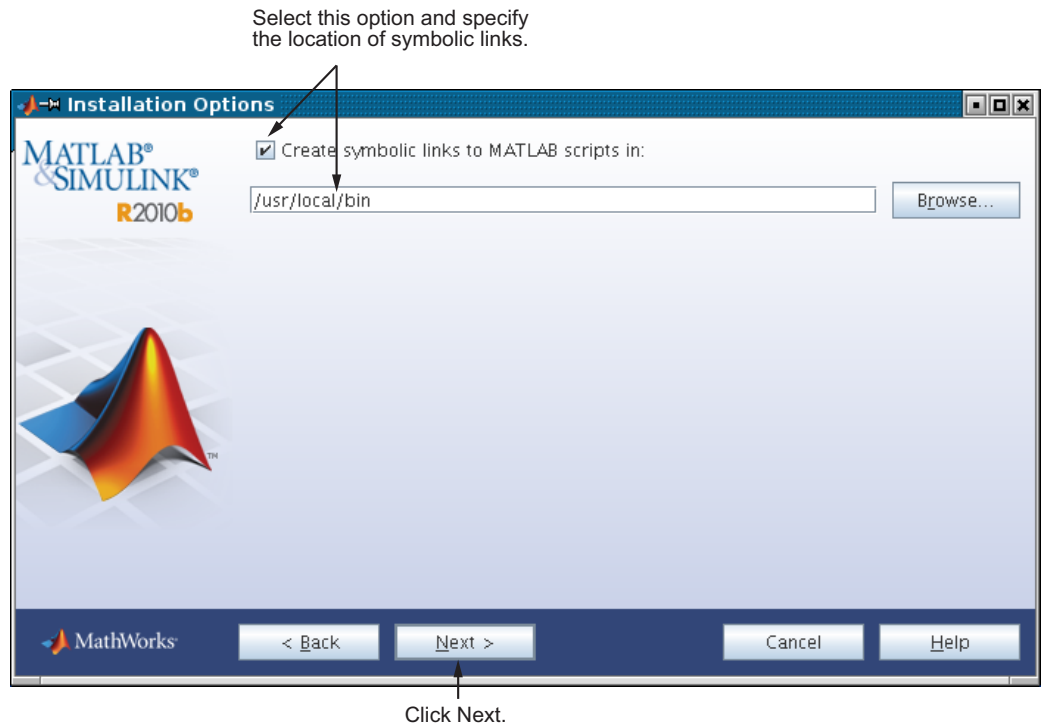 Select this option and specify
the location of symbolic links.
Installation Options
MATLAB®
&SIMULINK®
R2010b
Create symbolic links to MATLAB scripts in:
/usr/local/bin
Browse...
TM
MathWorks
< Back
Next >
Cancel
Help
Click Next.